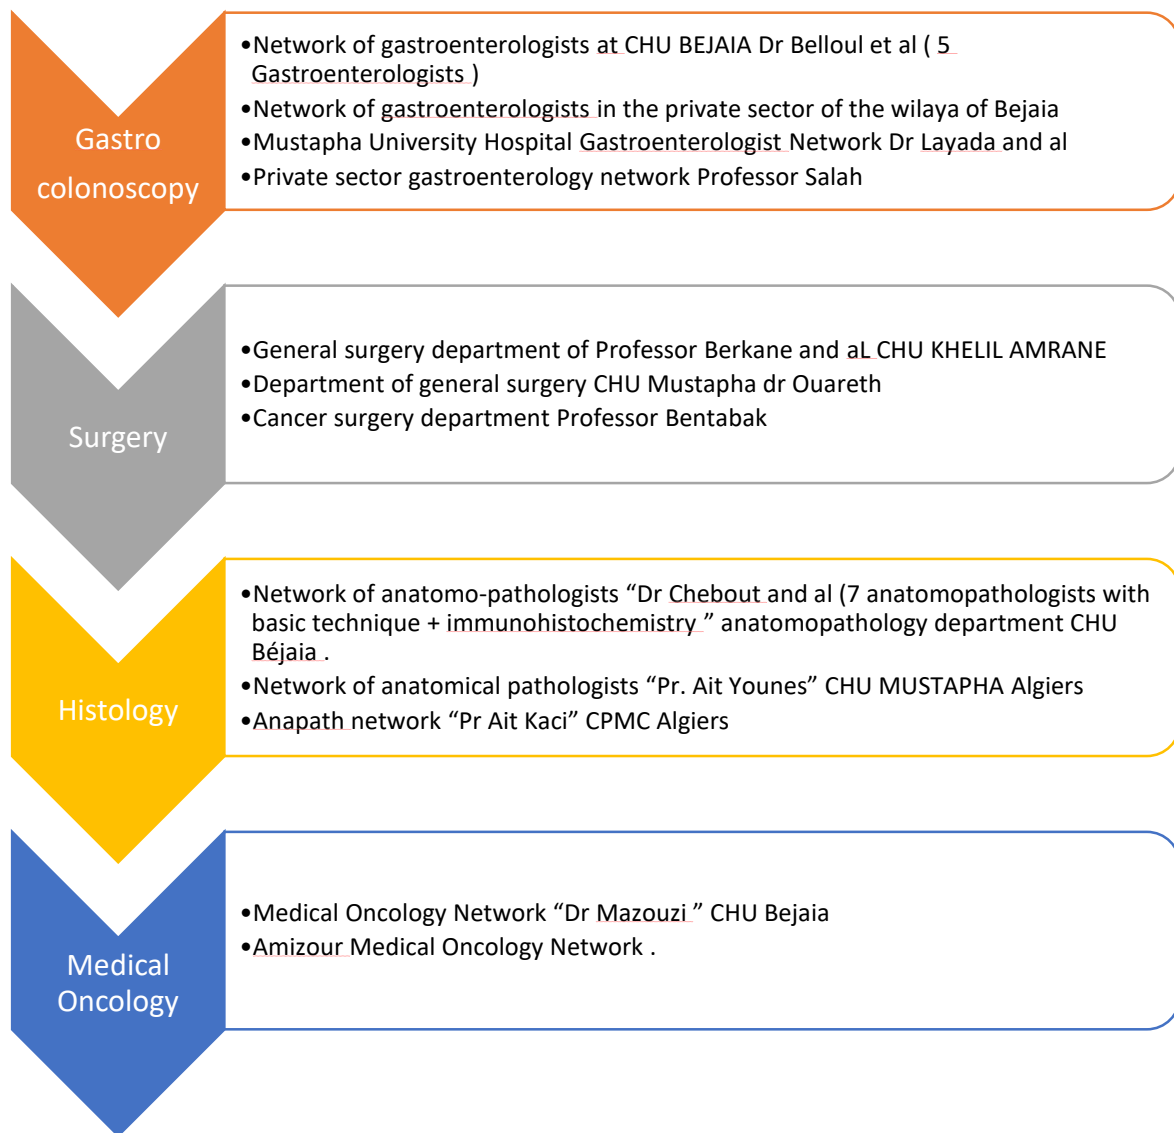 Gastro
colonoscopy
•Network of gastroenterologists at CHU BEJAIA Dr Belloul et al ( 5
Gastroenterologists )
•Network of gastroenterologists in the private sector of the wilaya of Bejaia
•Mustapha University Hospital Gastroenterologist Network Dr Layada and al
•Private sector gastroenterology network Professor Salah
Surgery
•General surgery department of Professor Berkane and aL CHU KHELIL AMRANE
•Department of general surgery CHU Mustapha dr Ouareth
•Cancer surgery department Professor Bentabak
Histology
•Network of anatomo-pathologists “Dr Chebout and al (7 anatomopathologists with
basic technique + immunohistochemistry ” anatomopathology department CHU
Béjaia .
•Network of anatomical pathologists “Pr. Ait Younes” CHU MUSTAPHA Algiers
•Anapath network “Pr Ait Kaci” CPMC Algiers
Medical
Oncology
•Medical Oncology Network “Dr Mazouzi ” CHU Bejaia
•Amizour Medical Oncology Network .